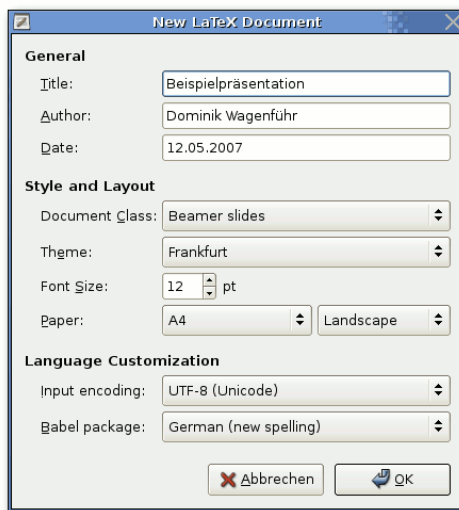 New LaTeX Document
General
Title: Beispielpräsentation
Author: Dominik Wagenführ
Date: 12.05.2007
Style and Layout
Document Class: Beamer slides
Theme: Frankfurt
Font Size: 12 pt
Paper: A4 Landscape
Language Customization
Input encoding: UTF-8 (Unicode)
Babel package: German (new spelling)
Abbrechen OK